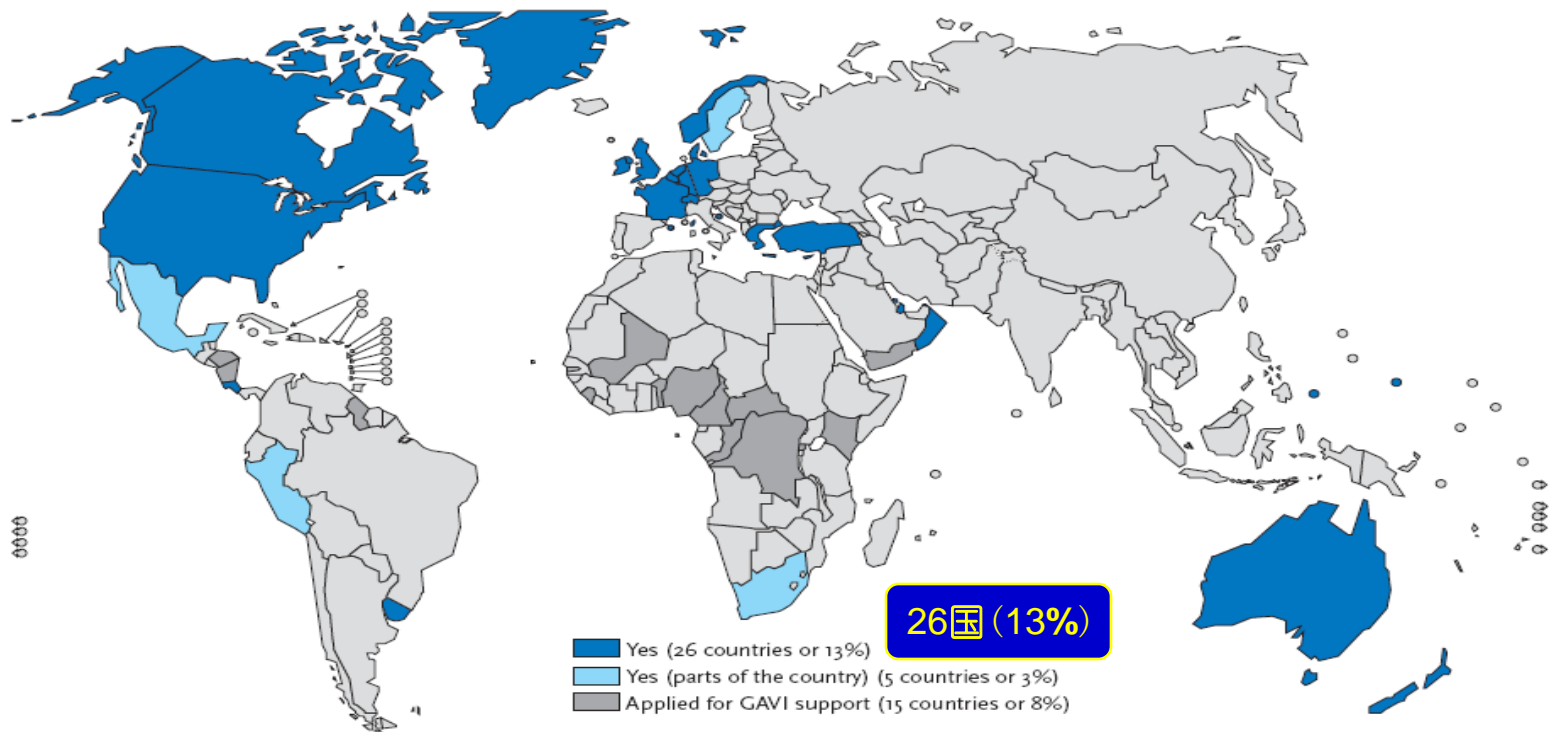 26国（13%）
Yes (26 countries or 13%)
Yes (parts of the country) (5 countries or 3%)
Applied for GAVI support (15 countries or 8%)